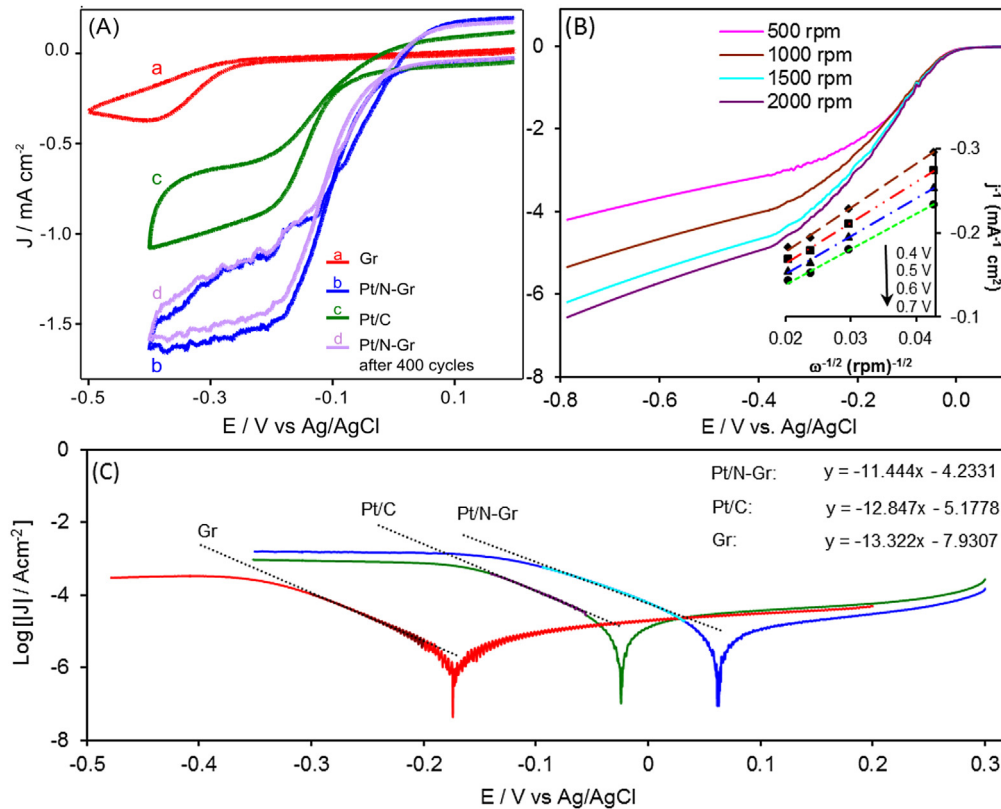 (A)
J / mA cm-2
0.0
-0.5
-1.0
-1.5
-0.5
-0.3
-0.1
0.1
E / V vs Ag/AgCl
a
c
d
b
a Gr
b Pt/N-Gr
c Pt/C
d Pt/N-Gr
after 400 cycles
(B)
500 rpm
1000 rpm
1500 rpm
2000 rpm
0
-2
-4
-6
-8
-0.8
-0.6
-0.4
-0.2
0.0
E / V vs. Ag/AgCl
-0.3
-0.2
-0.1
j-1 (mA-1 cm2)
0.4 V
0.5 V
0.6 V
0.7 V
0.02
0.03
0.04
ω-1/2 (rpm)-1/2
(C)
Log[|J|/ Acm-2]
0
-2
-4
-6
-8
Gr
Pt/C
Pt/N-Gr
Pt/N-Gr: y = -11.444x - 4.2331
Pt/C: y = -12.847x - 5.1778
Gr: y = -13.322x - 7.9307
-0.5
-0.4
-0.3
-0.2
-0.1
0
0.1
0.2
0.3
E / V vs Ag/AgCl